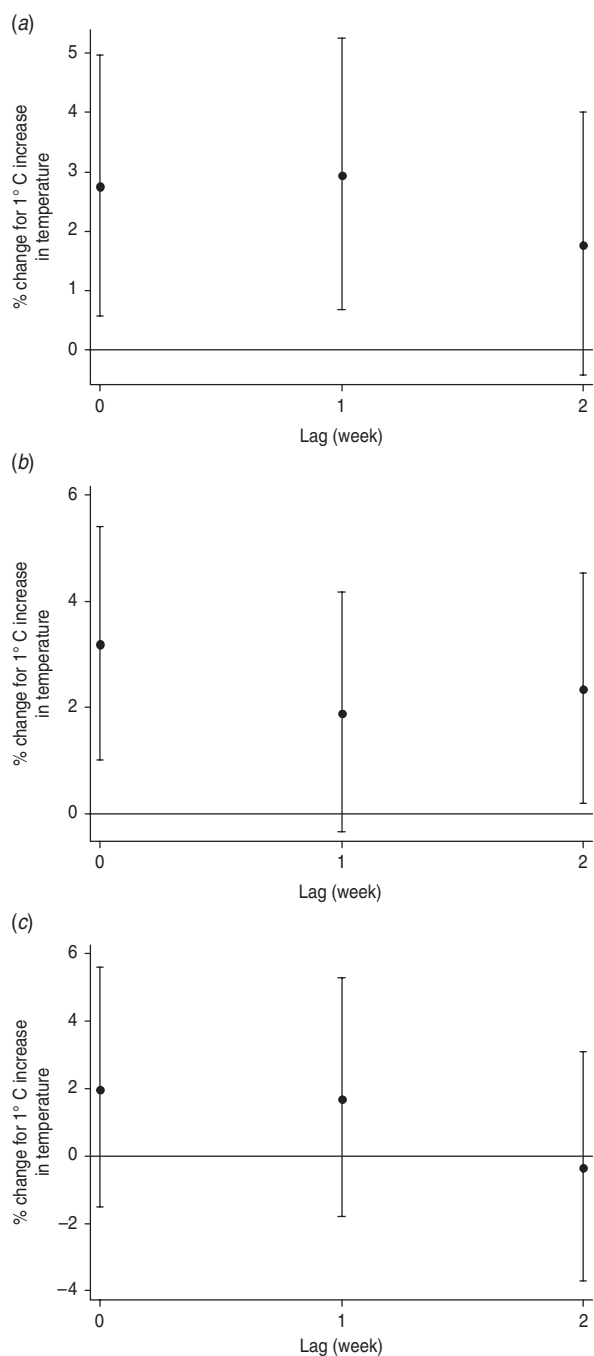 (a)
5
4
3
2
1
0
% change for 1° C increase
in temperature
0 1 2
Lag (week)
(b)
6
4
2
0
% change for 1° C increase
in temperature
0 1 2
Lag (week)
(c)
6
4
2
0
–2
–4
% change for 1° C increase
in temperature
0 1 2
Lag (week)